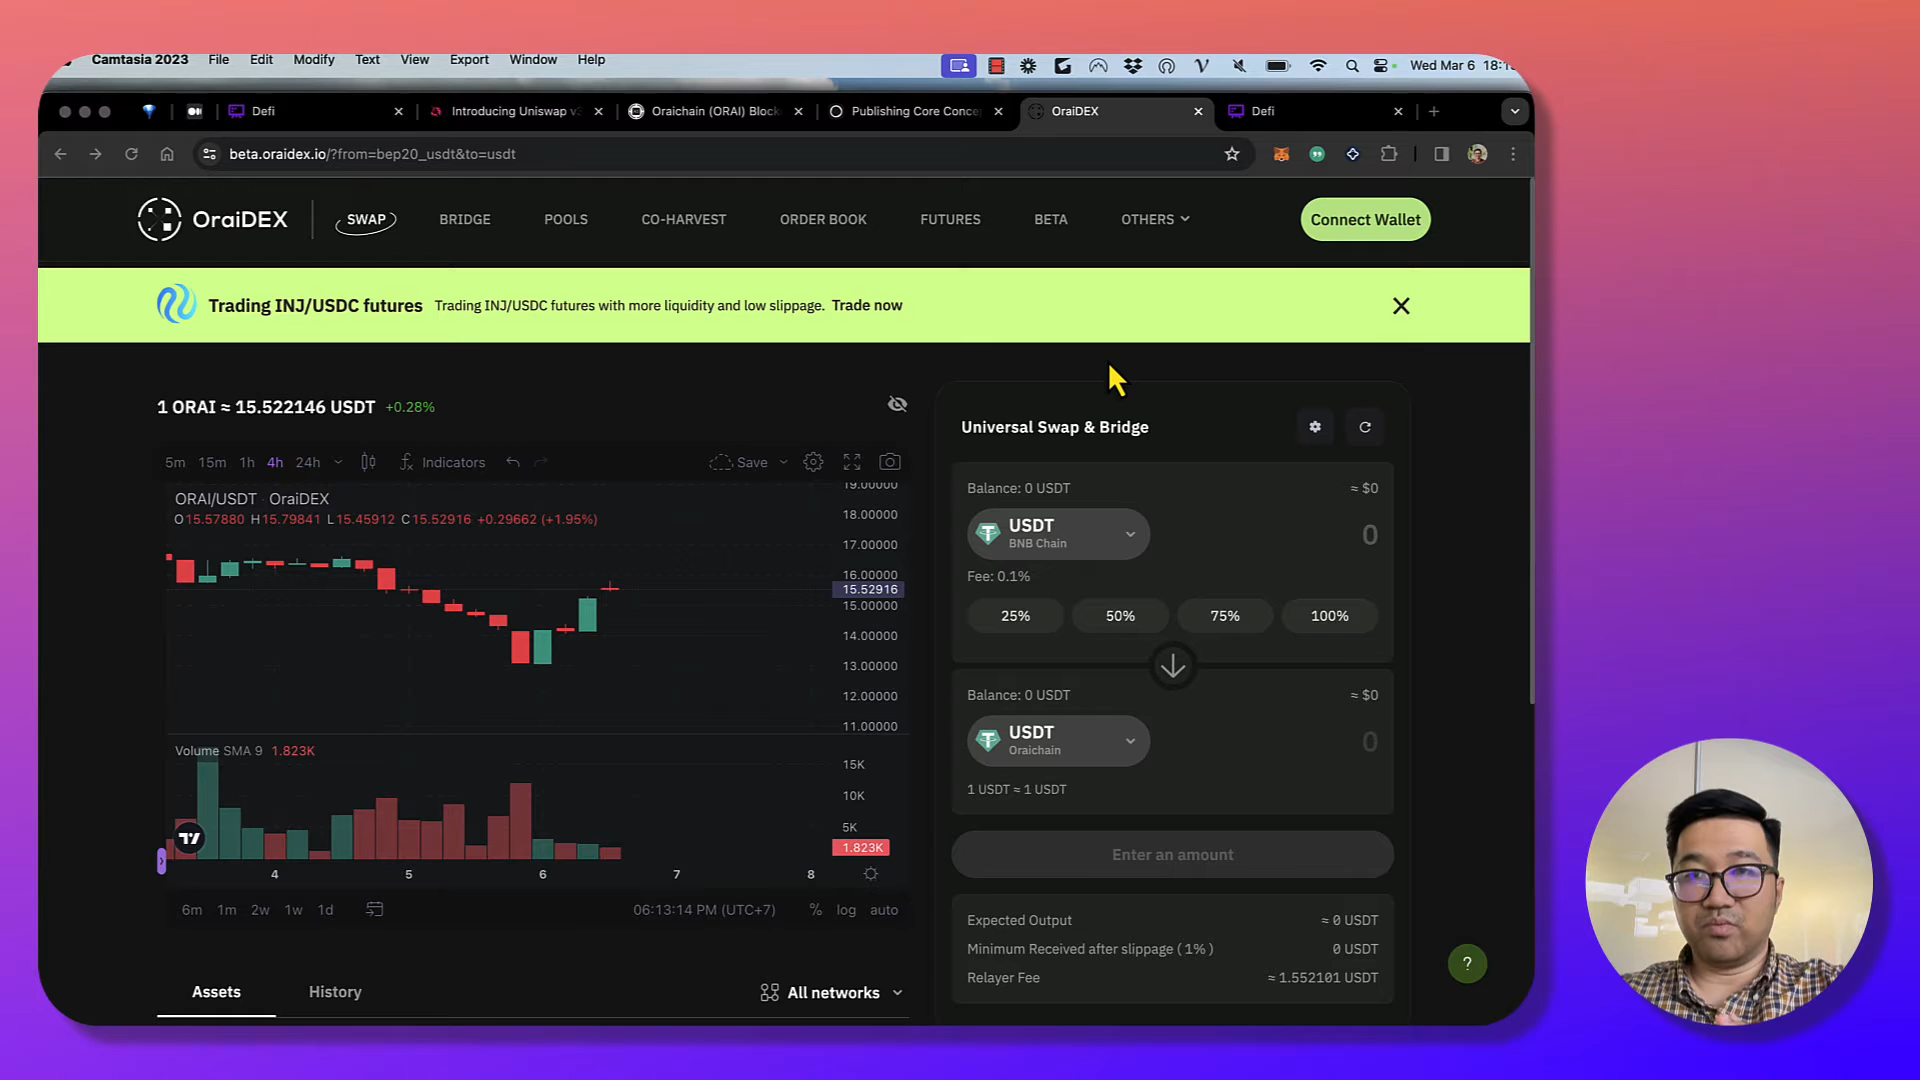 Camtasia 2023 File Edit Modify Text View Export Window Help
Wed Mar 6 18:1
Defi
Introducing Uniswap v3
Oraichain (ORAI) Block
Publishing Core Conce
OraiDEX
Defi
beta.oraidex.io/?from=bep20_usdt&to=usdt
OraiDEX
SWAP BRIDGE POOLS CO-HARVEST ORDER BOOK FUTURES BETA OTHERS
Connect Wallet
Trading INJ/USDC futures Trading INJ/USDC futures with more liquidity and low slippage. Trade now
1 ORAI ≈ 15.522146 USDT +0.28%
5m 15m 1h 4h 24h Indicators Save
ORAI/USDT · OraiDEX
O15.57880 H15.79841 L15.45912 C15.52916 +0.29662 (+1.95%)
19.00000
18.00000
17.00000
16.00000
15.52916
15.00000
14.00000
13.00000
12.00000
11.00000
Volume SMA 9 1.823K
15K
10K
5K
1.823K
4 5 6 7 8
6m 1m 2w 1w 1d
06:13:14 PM (UTC+7) % log auto
Assets History All networks
Universal Swap & Bridge
Balance: 0 USDT ≈ $0
USDT
BNB Chain
0
Fee: 0.1%
25% 50% 75% 100%
Balance: 0 USDT ≈ $0
USDT
Oraichain
0
1 USDT ≈ 1 USDT
Enter an amount
Expected Output ≈ 0 USDT
Minimum Received after slippage ( 1% ) 0 USDT
Relayer Fee ≈ 1.552101 USDT
?